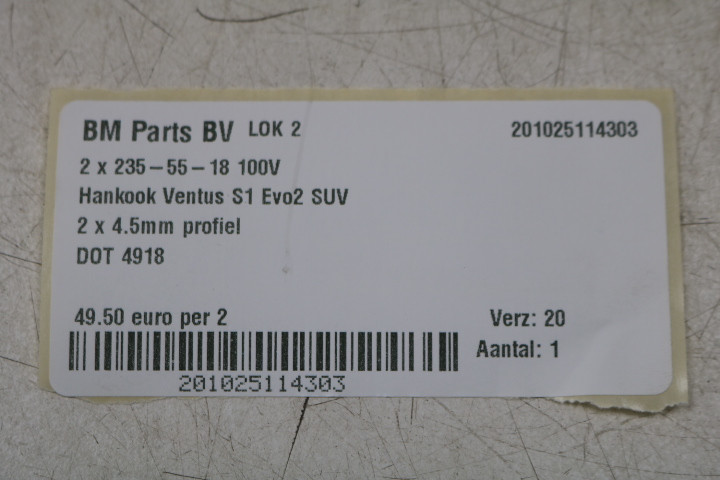 BM Parts BV LOK 2 201025114303
2 x 235-55-18 100V
Hankook Ventus S1 Evo2 SUV
2 x 4.5mm profiel
DOT 4918
49.50 euro per 2 Verz: 20
Aantal: 1
201025114303